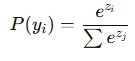 P(y_i) = \frac{e^{z_i}}{\sum e^{z_j}}